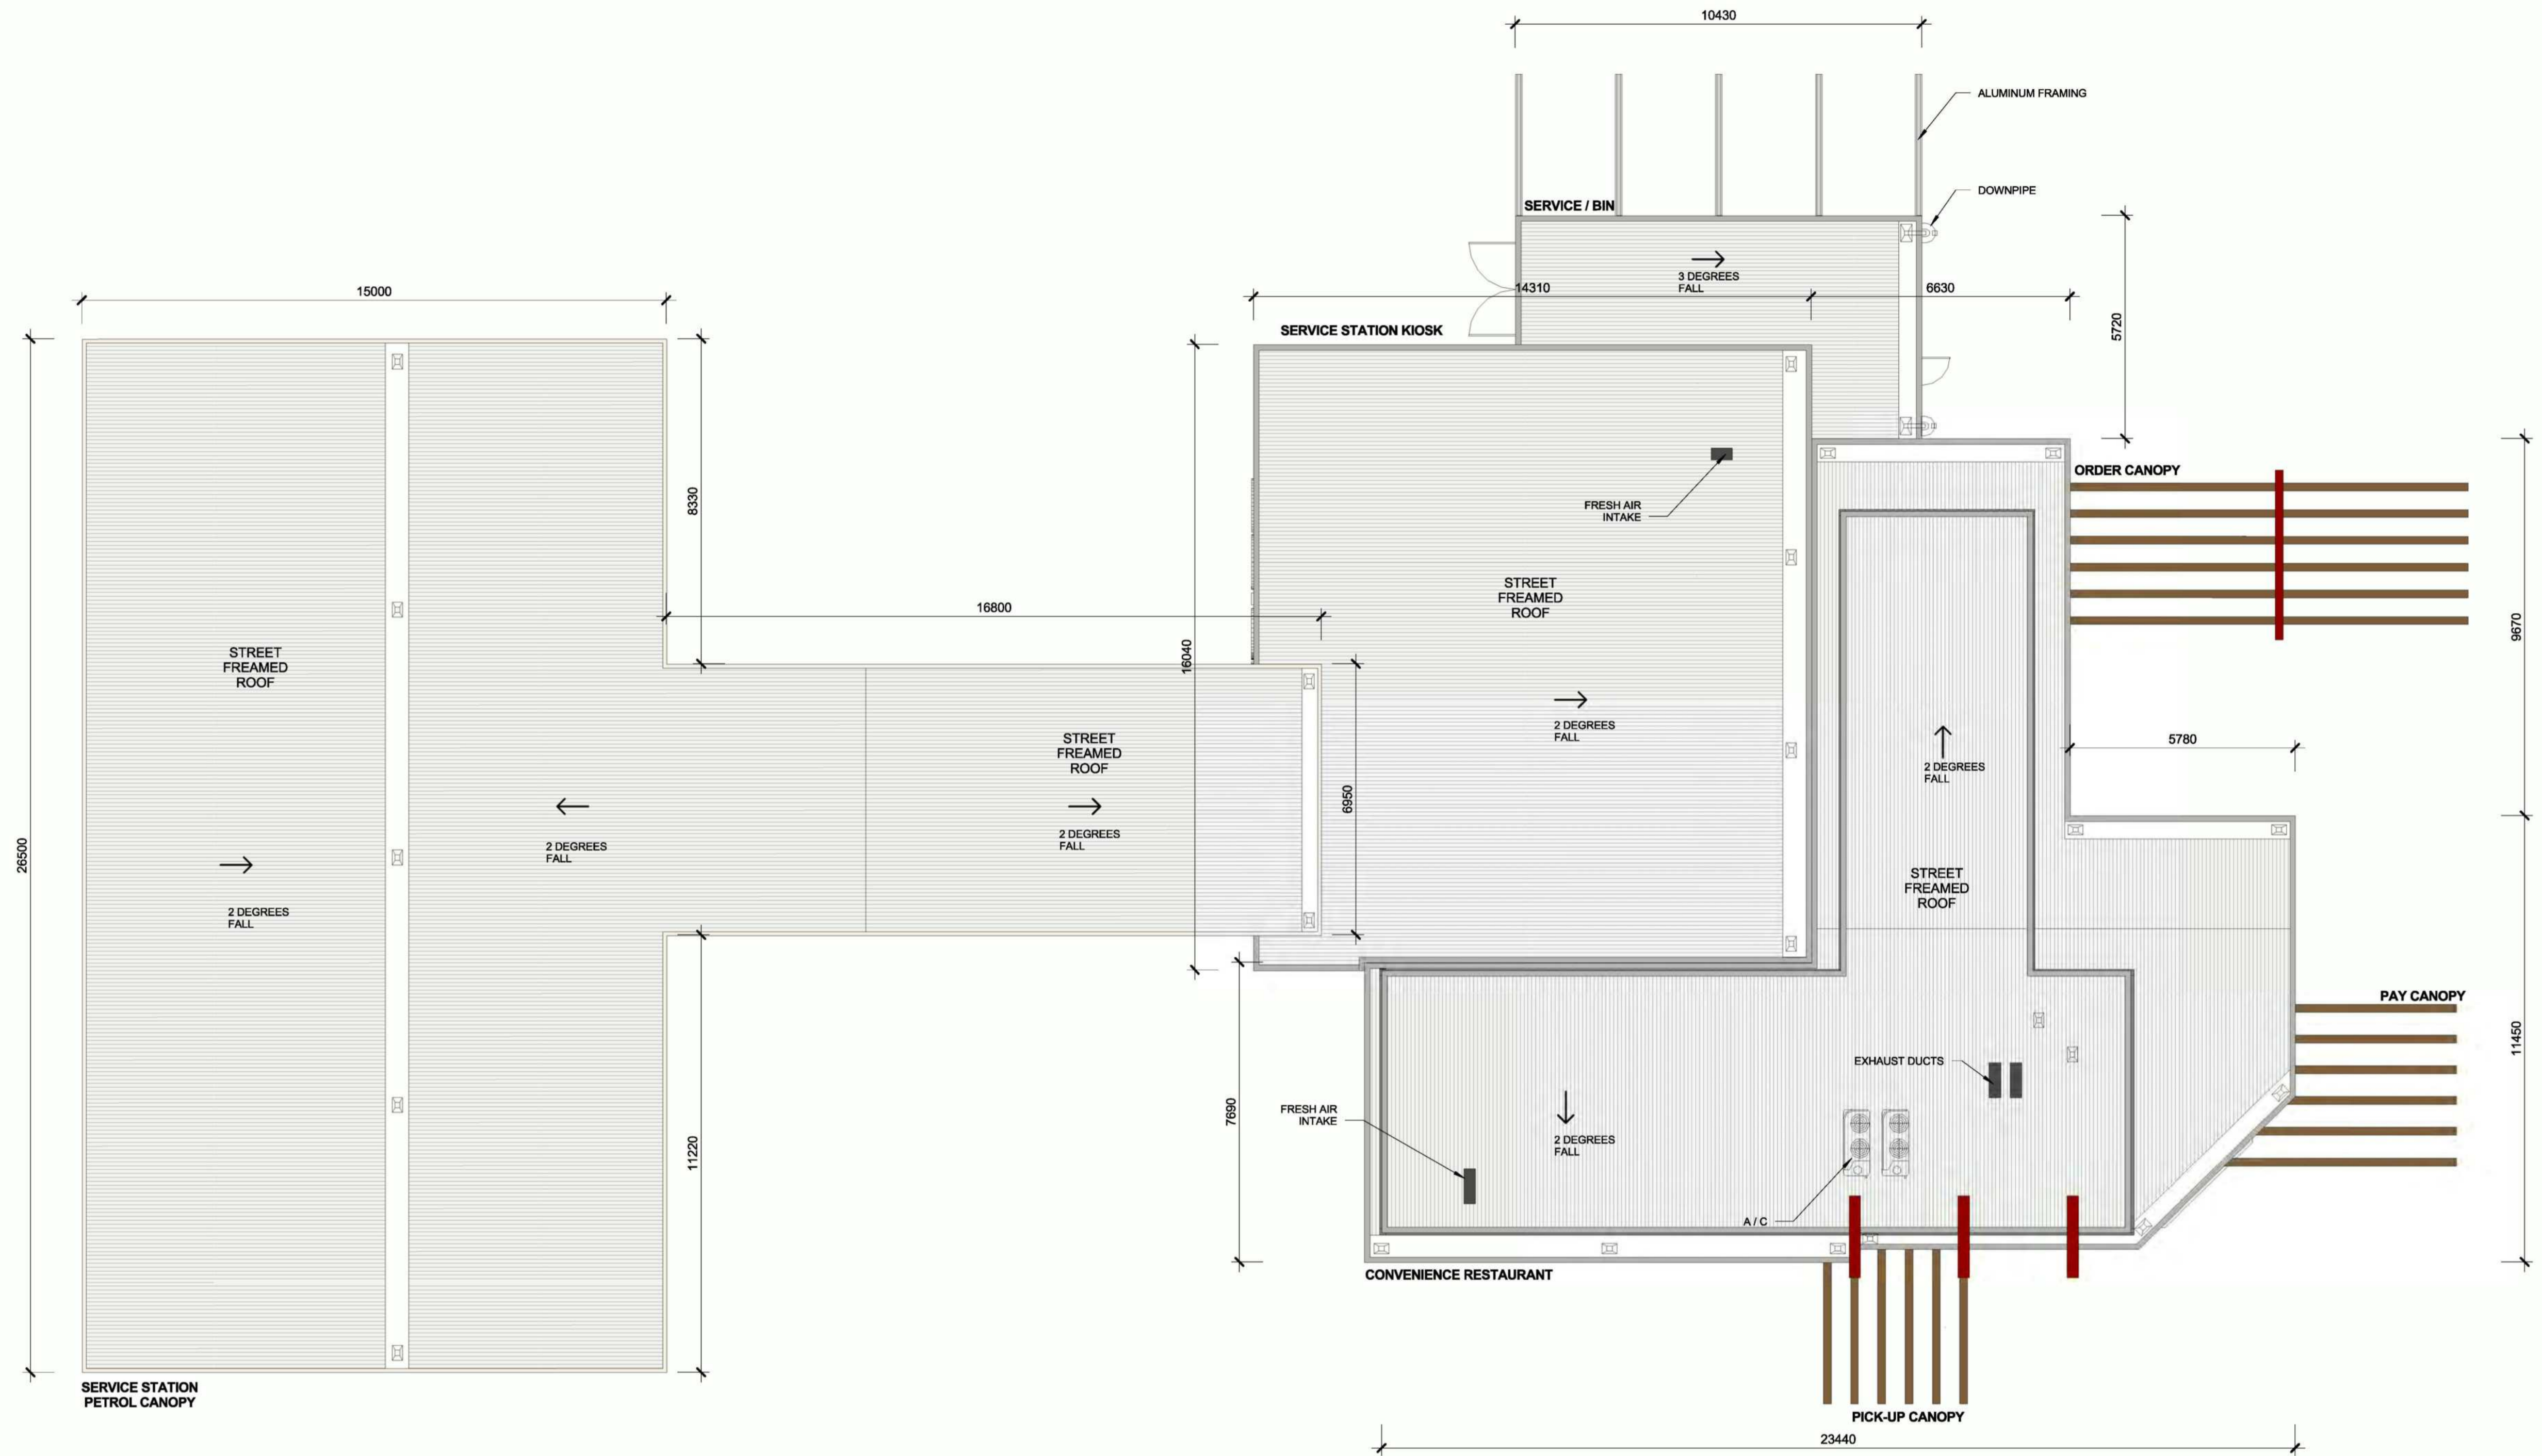 10430
ALUMINUM FRAMING
DOWNPIPE
SERVICE / BIN
3 DEGREES
FALL
15000
14310
6630
5720
SERVICE STATION KIOSK
ORDER CANOPY
8330
FRESH AIR
INTAKE
STREET
FREAMED
ROOF
16800
9670
STREET
FREAMED
ROOF
16040
2 DEGREES
FALL
STREET
FREAMED
ROOF
5780
2 DEGREES
FALL
6950
26500
2 DEGREES
FALL
2 DEGREES
FALL
STREET
FREAMED
ROOF
2 DEGREES
FALL
PAY CANOPY
11450
EXHAUST DUCTS
7690
FRESH AIR
INTAKE
11220
2 DEGREES
FALL
A / C
CONVENIENCE RESTAURANT
SERVICE STATION
PETROL CANOPY
PICK-UP CANOPY
23440